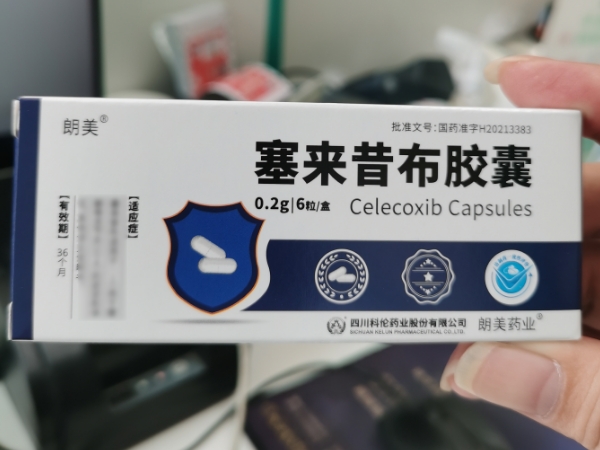 朗美®
批准文号：国药准字H20213383
塞来昔布胶囊
0.2g|6粒/盒 Celecoxib Capsules
【适应症】
【有效期】
36个月
四川科伦药业股份有限公司
SICHUAN KELUN PHARMACEUTICAL CO.,LTD.
朗美药业®